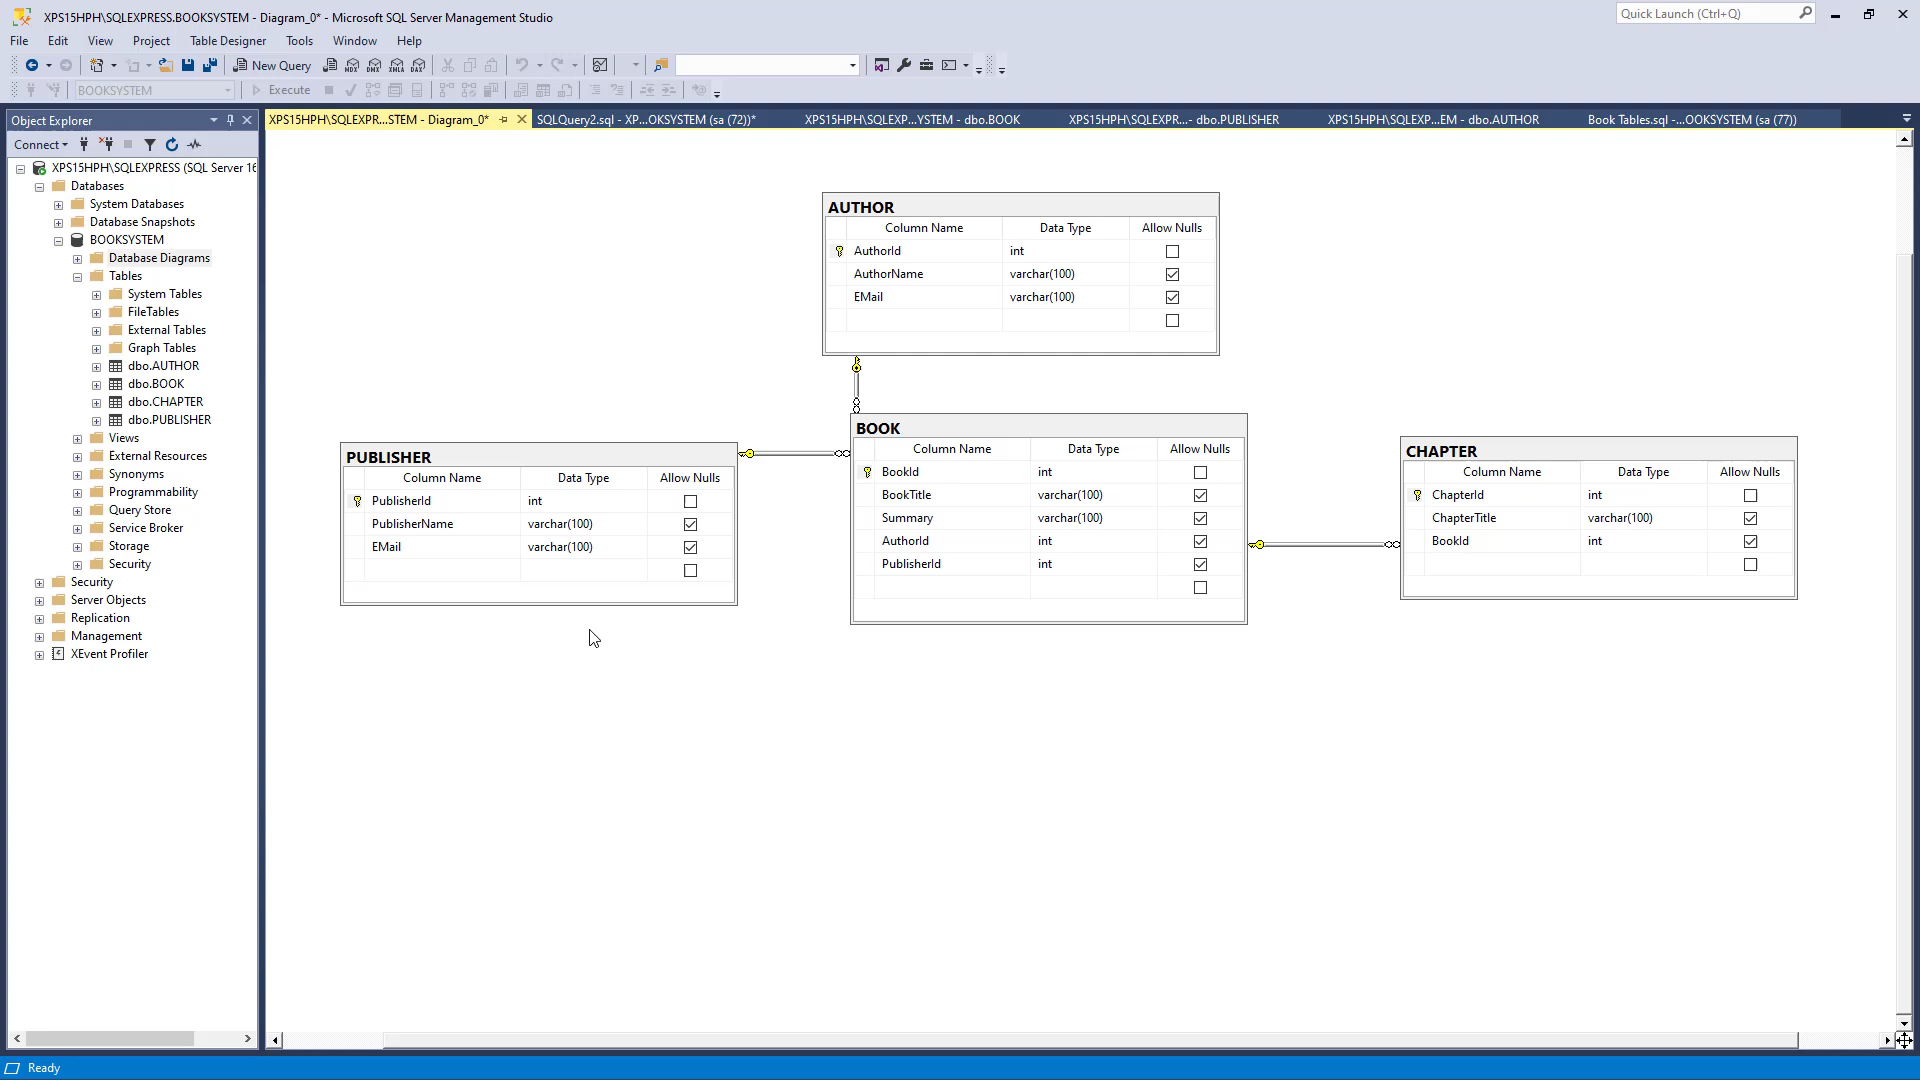 XPS15HPH\SQLEXPRESS.BOOKSYSTEM - Diagram_0* - Microsoft SQL Server Management Studio
Quick Launch (Ctrl+Q)
File Edit View Project Table Designer Tools Window Help
New Query
MDX DMX XMLA DAX
BOOKSYSTEM
Execute
Object Explorer
XPS15HPH\SQLEXPR...STEM - Diagram_0*
SQLQuery2.sql - XP...OKSYSTEM (sa (72))*
XPS15HPH\SQLEXP...YSTEM - dbo.BOOK
XPS15HPH\SQLEXPR...- dbo.PUBLISHER
XPS15HPH\SQLEXP...EM - dbo.AUTHOR
Book Tables.sql -...OOKSYSTEM (sa (77))
Connect
XPS15HPH\SQLEXPRESS (SQL Server 16
Databases
System Databases
Database Snapshots
BOOKSYSTEM
Database Diagrams
Tables
System Tables
FileTables
External Tables
Graph Tables
dbo.AUTHOR
dbo.BOOK
dbo.CHAPTER
dbo.PUBLISHER
Views
External Resources
Synonyms
Programmability
Query Store
Service Broker
Storage
Security
Security
Server Objects
Replication
Management
XEvent Profiler
AUTHOR
Column Name Data Type Allow Nulls
AuthorId int
AuthorName varchar(100)
EMail varchar(100)
PUBLISHER
Column Name Data Type Allow Nulls
PublisherId int
PublisherName varchar(100)
EMail varchar(100)
BOOK
Column Name Data Type Allow Nulls
BookId int
BookTitle varchar(100)
Summary varchar(100)
AuthorId int
PublisherId int
CHAPTER
Column Name Data Type Allow Nulls
ChapterId int
ChapterTitle varchar(100)
BookId int
Ready